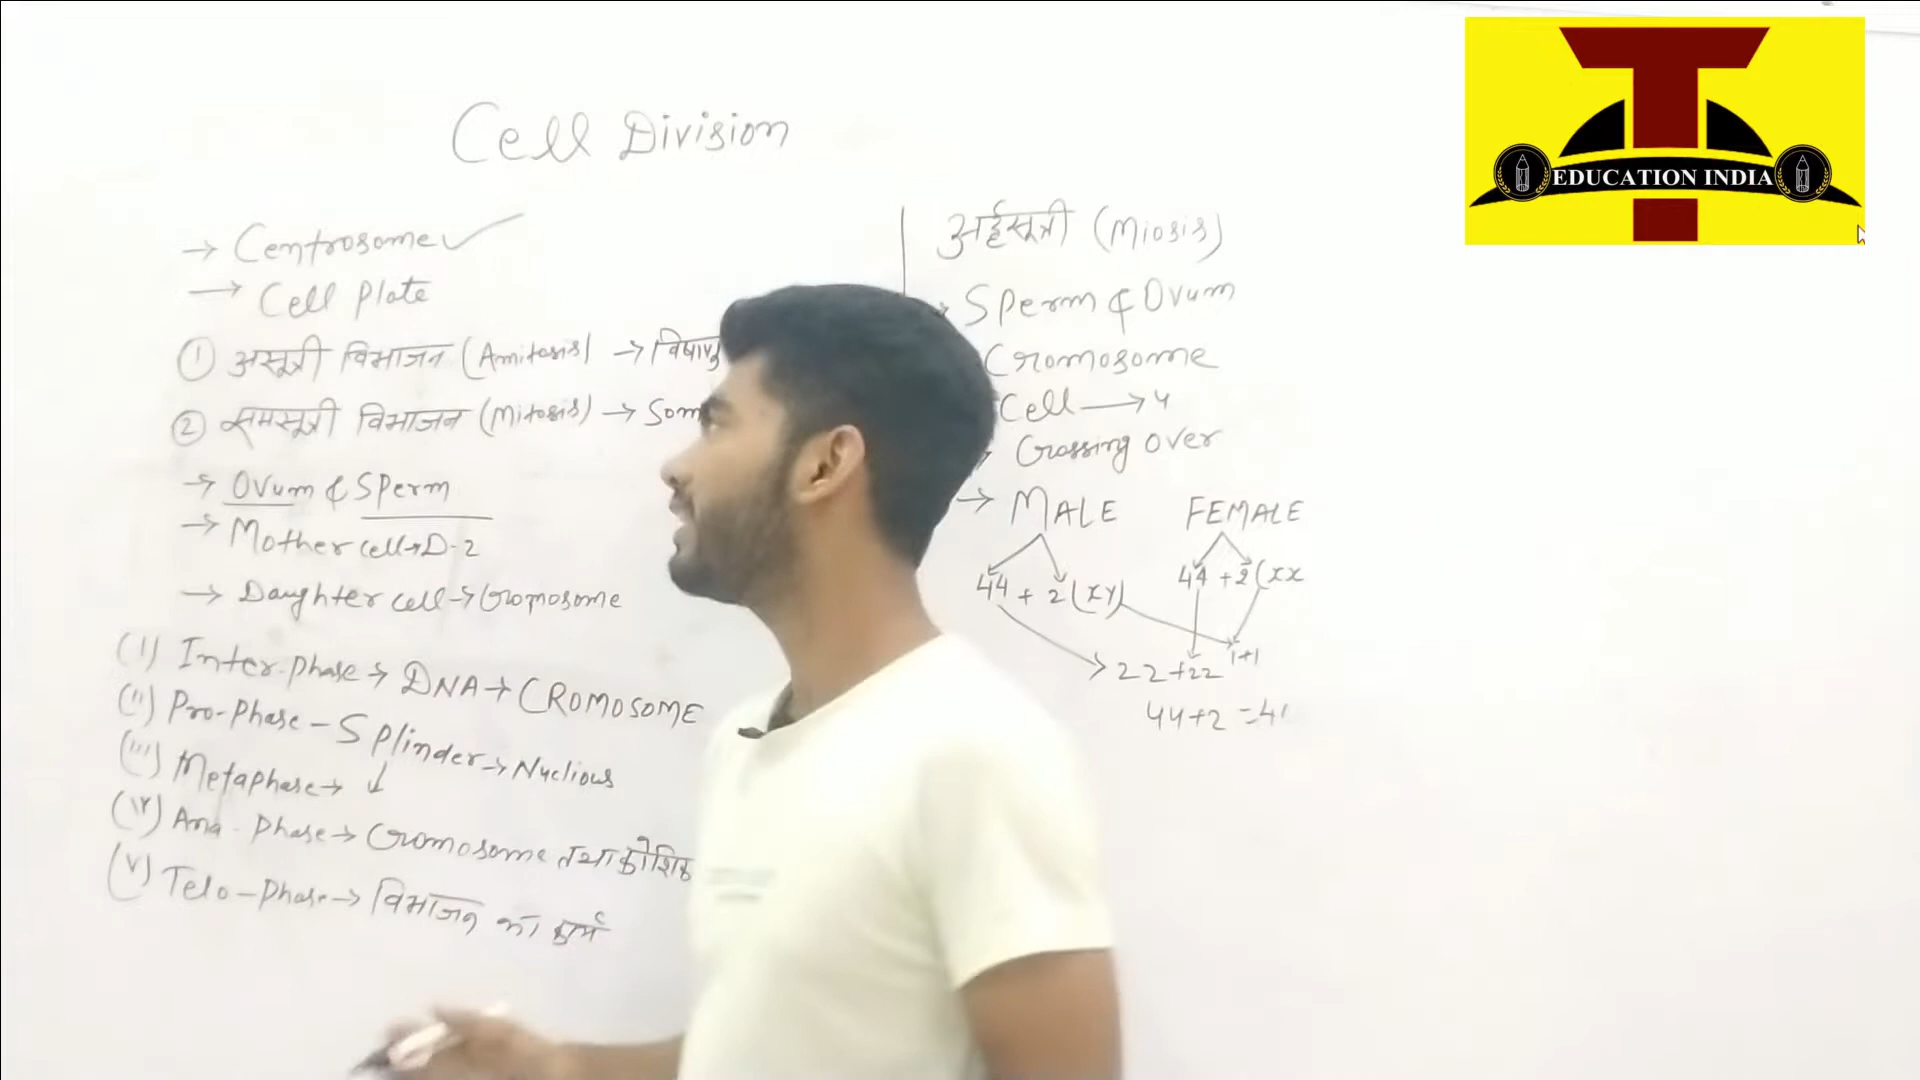 Cell Division
→ Centrosome ✓
→ Cell Plate
① असूत्री विभाजन (Amitosis) →
② समसूत्री विभाजन (Mitosis) → Som
→ Ovum & Sperm
→ Mother cell → D-2
→ Daughter cell → Cromosome
(i) Inter-Phase → DNA → CROMOSOME
(ii) Pro-Phase – Splinder → Nuclious
(iii) Metaphase → ↓
(iv) Ana-Phase → Cromosome तथा कोशिक
(v) Telo-Phase → विभाजन का
(Miosis)
Sperm & Ovum
Cromosome
Cell → 4
Crossing over
→ MALE FEMALE
44 + 2(XY) 44 + 2(XX
22+22 1+1
44+2 =4
T
EDUCATION INDIA